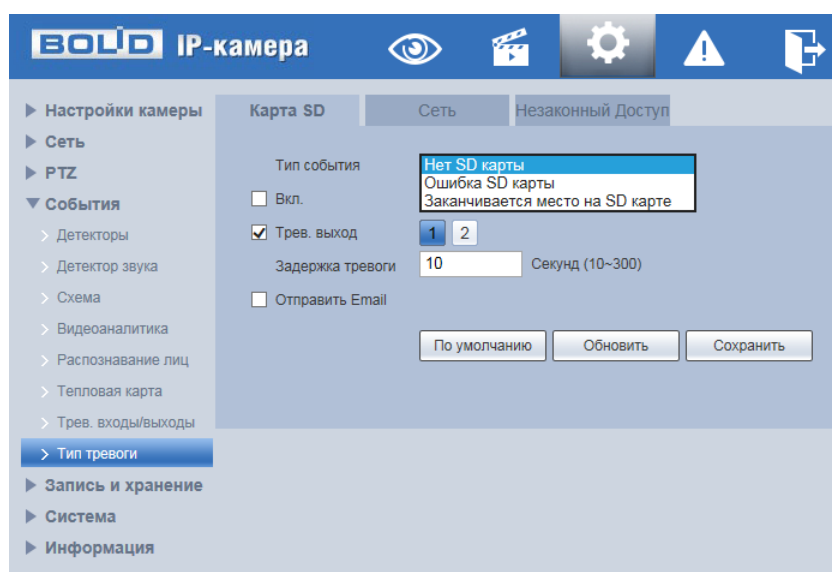 BOLID IP-камера
Настройки камеры
Сеть
PTZ
События
Детекторы
Детектор звука
Схема
Видеоаналитика
Распознавание лиц
Тепловая карта
Трев. входы/выходы
Тип тревоги
Запись и хранение
Система
Информация
Карта SD Сеть Незаконный Доступ
Тип события Нет SD карты
Ошибка SD карты
Заканчивается место на SD карте
Вкл.
Трев. выход 1 2
Задержка тревоги 10 Секунд (10~300)
Отправить Email
По умолчанию Обновить Сохранить